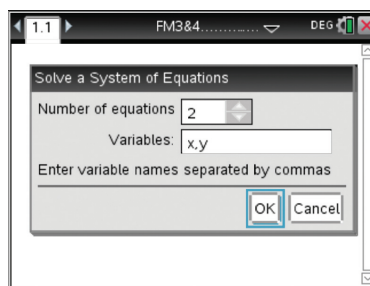 1.1 FM3&4............ DEG
Solve a System of Equations
Number of equations 2
Variables: x,y
Enter variable names separated by commas
OK Cancel